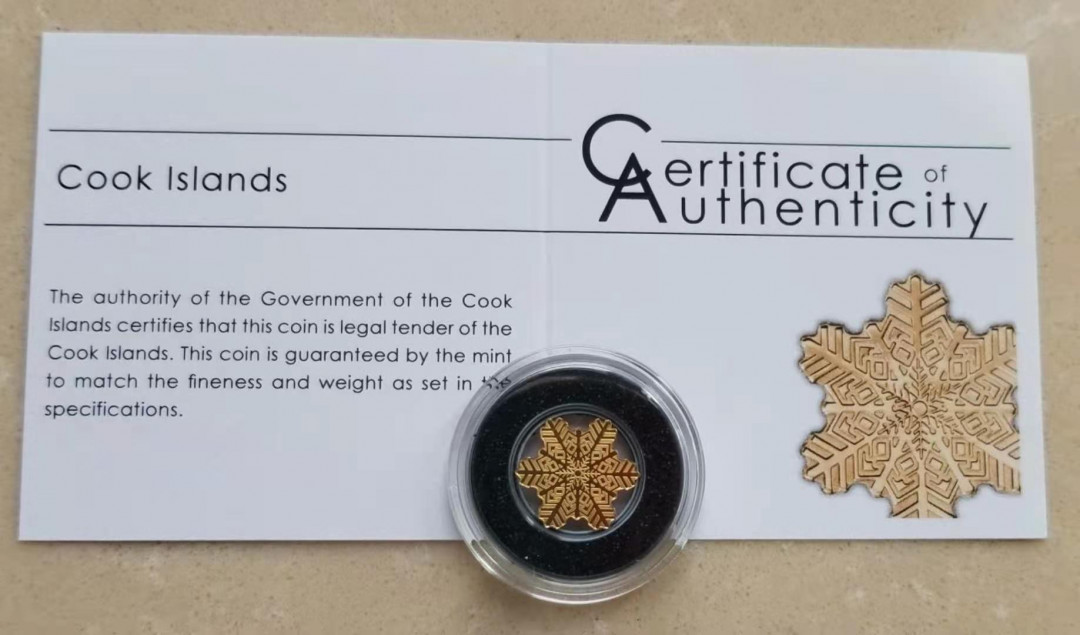 Cook Islands
Certificate of
Authenticity
The authority of the Government of the Cook
Islands certifies that this coin is legal tender of the
Cook Islands. This coin is guaranteed by the mint
to match the fineness and weight as set in the
specifications.